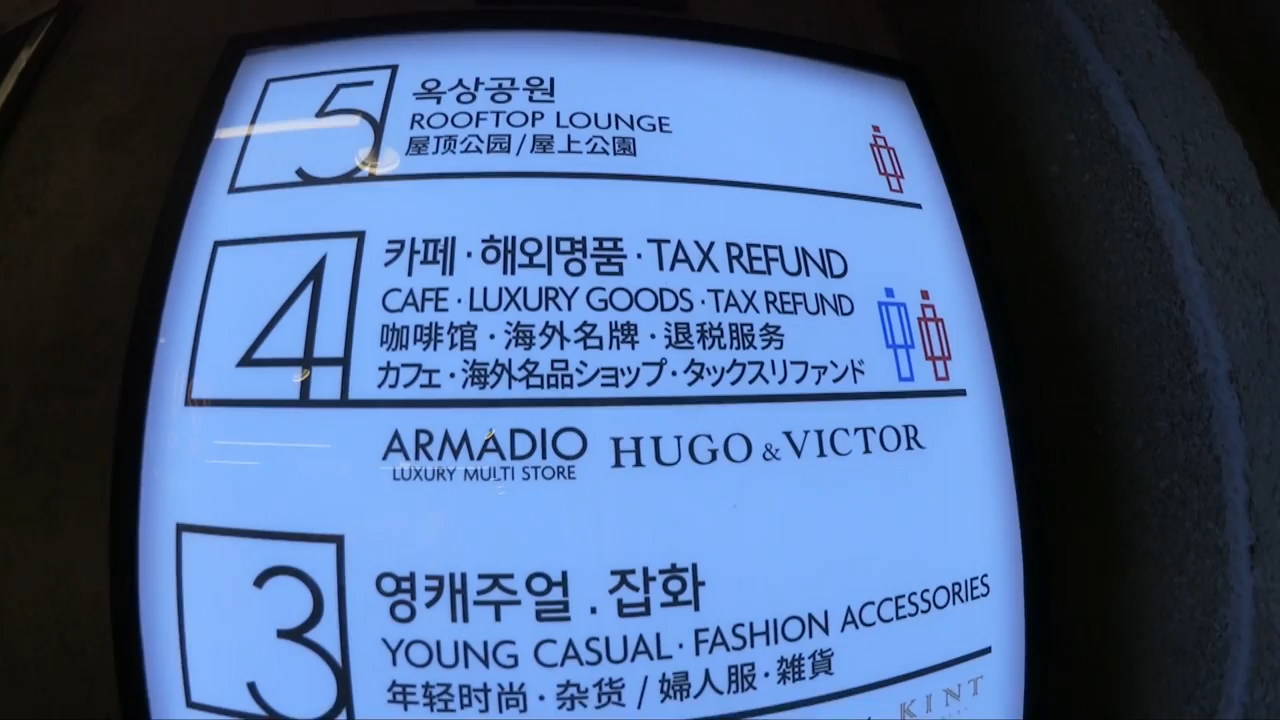 5
옥상공원
ROOFTOP LOUNGE
屋顶公园/屋上公園
4
카페·해외명품·TAX REFUND
CAFE·LUXURY GOODS·TAX REFUND
咖啡馆·海外名牌·退税服务
カフェ·海外名品ショップ·タックスリファンド
ARMADIO
LUXURY MULTI STORE
HUGO & VICTOR
3
영캐주얼.잡화
YOUNG CASUAL·FASHION ACCESSORIES
年轻时尚·杂货/婦人服·雑貨
KINT